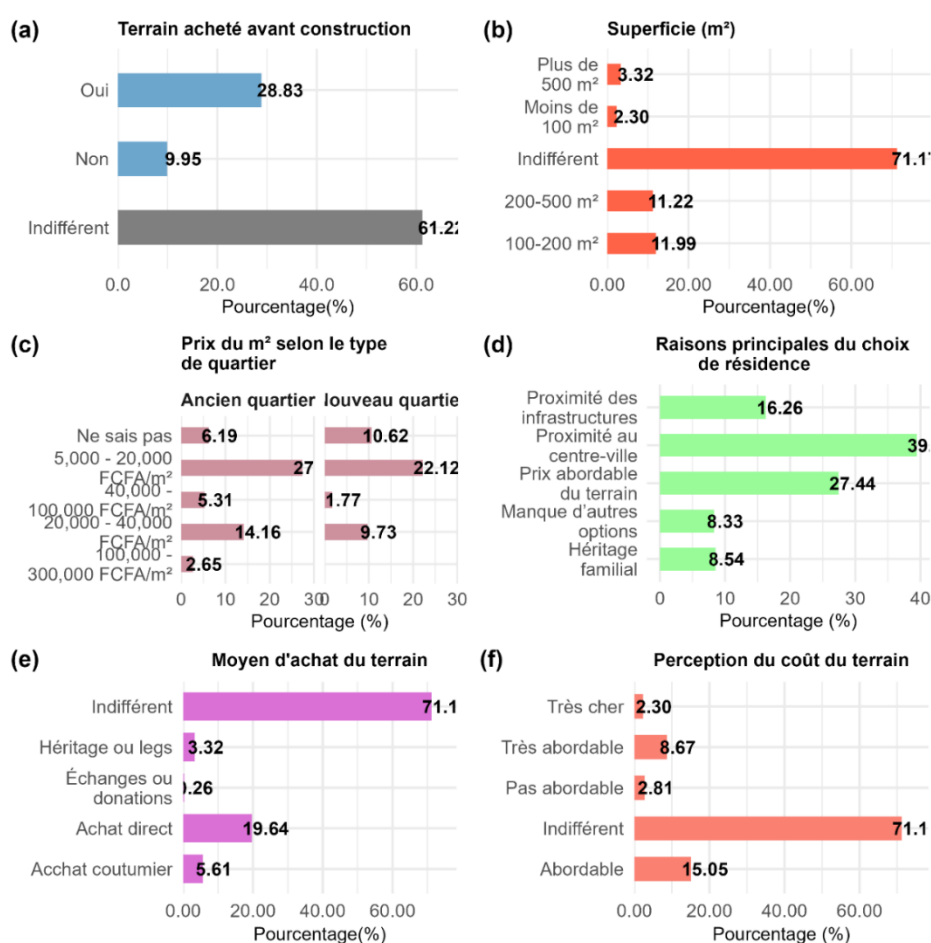 (a) Terrain acheté avant construction
Oui
28.83
Non
9.95
Indifférent
61.22
0.0 20.0 40.0 60.0
Pourcentage(%)
(b) Superficie (m²)
Plus de
500 m²
3.32
Moins de
100 m²
2.30
Indifférent
71.17
200-500 m²
11.22
100-200 m²
11.99
0.00 20.00 40.00 60.00
Pourcentage(%)
(c) Prix du m² selon le type
de quartier
Ancien quartier Nouveau quartie
Ne sais pas
6.19 10.62
5,000 - 20,000
FCFA/m²
27 22.12
40,000 -
100,000 FCFA/m²
5.31 1.77
20,000 - 40,000
FCFA/m²
14.16 9.73
100,000 -
300,000 FCFA/m²
2.65
0 10 20 30 0 10 20 30
Pourcentage (%)
(d) Raisons principales du choix
de résidence
Proximité des
infrastructures
16.26
Proximité au
centre-ville
39.
Prix abordable
du terrain
27.44
Manque d'autres
options
8.33
Héritage
familial
8.54
0 10 20 30 40
Pourcentage (%)
(e) Moyen d'achat du terrain
Indifférent
71.1
Héritage ou legs
3.32
Échanges ou
donations
0.26
Achat direct
19.64
Acchat coutumier
5.61
0.00 20.00 40.00 60.00
Pourcentage(%)
(f) Perception du coût du terrain
Très cher
2.30
Très abordable
8.67
Pas abordable
2.81
Indifférent
71.1
Abordable
15.05
0.00 20.00 40.00 60.00
Pourcentage (%)